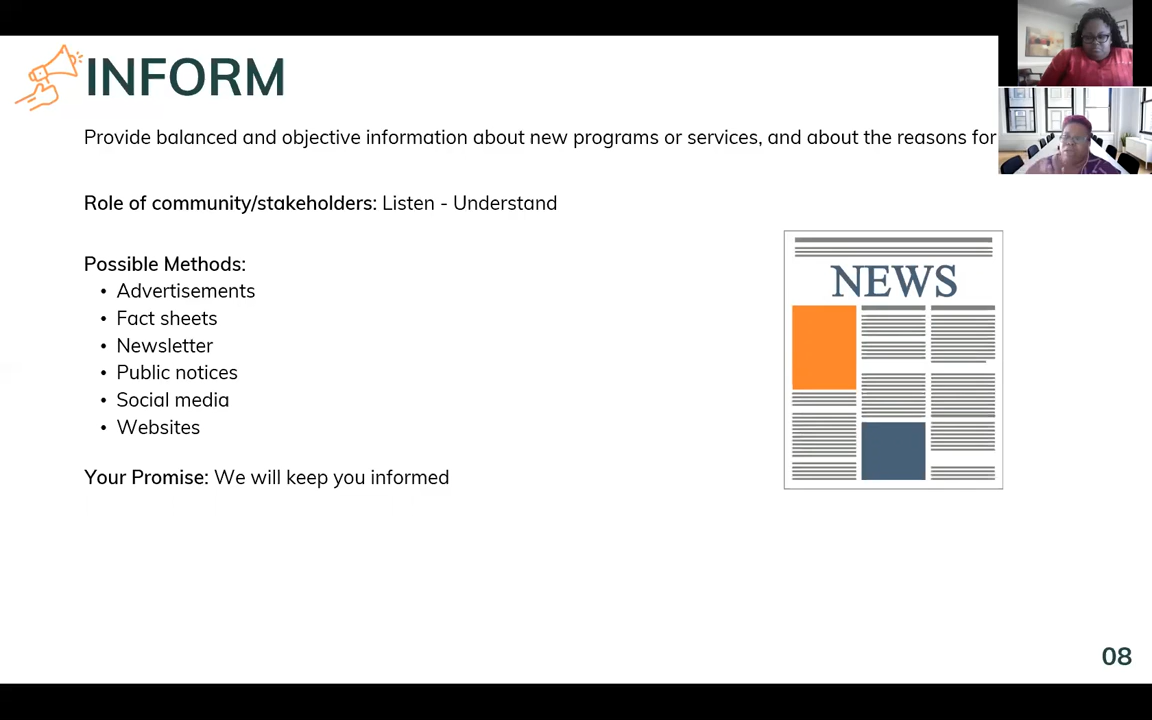 INFORM
Provide balanced and objective information about new programs or services, and about the reasons for
Role of community/stakeholders: Listen - Understand
Possible Methods:
• Advertisements
• Fact sheets
• Newsletter
• Public notices
• Social media
• Websites
NEWS
Your Promise: We will keep you informed
08